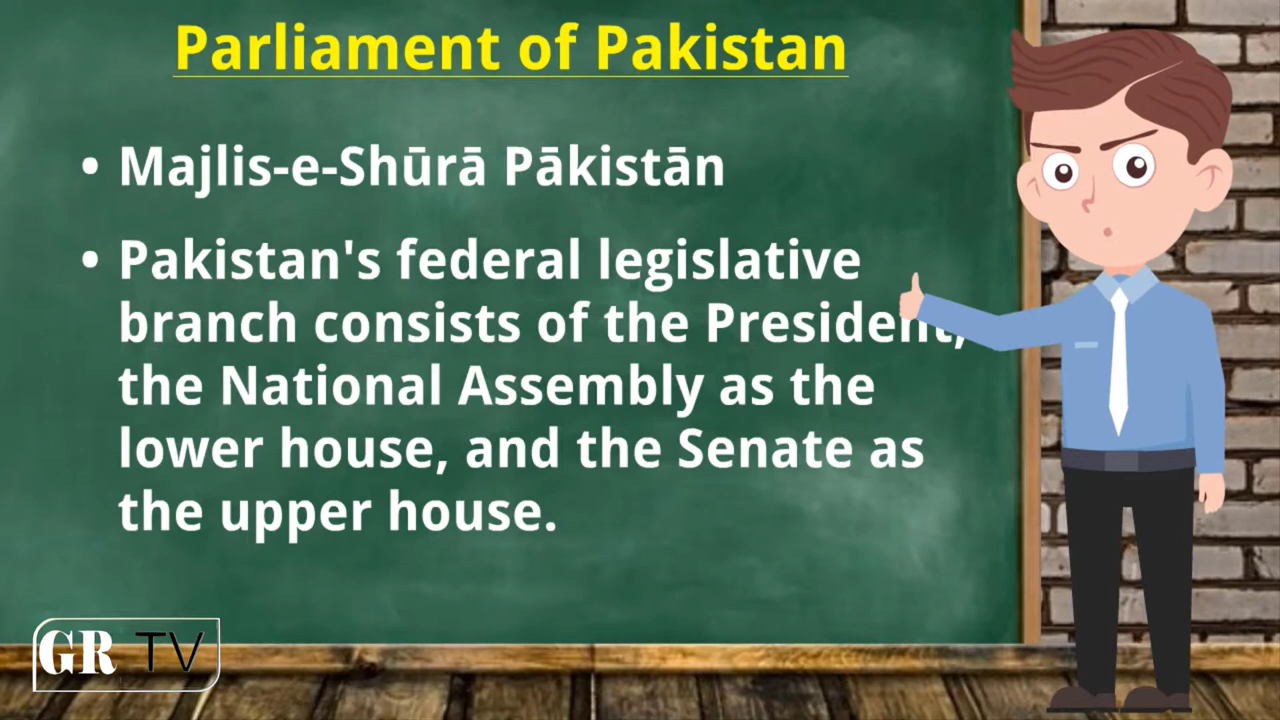 Parliament of Pakistan
• Majlis-e-Shūrā Pākistān
• Pakistan's federal legislative
branch consists of the President,
the National Assembly as the
lower house, and the Senate as
the upper house.
GR TV